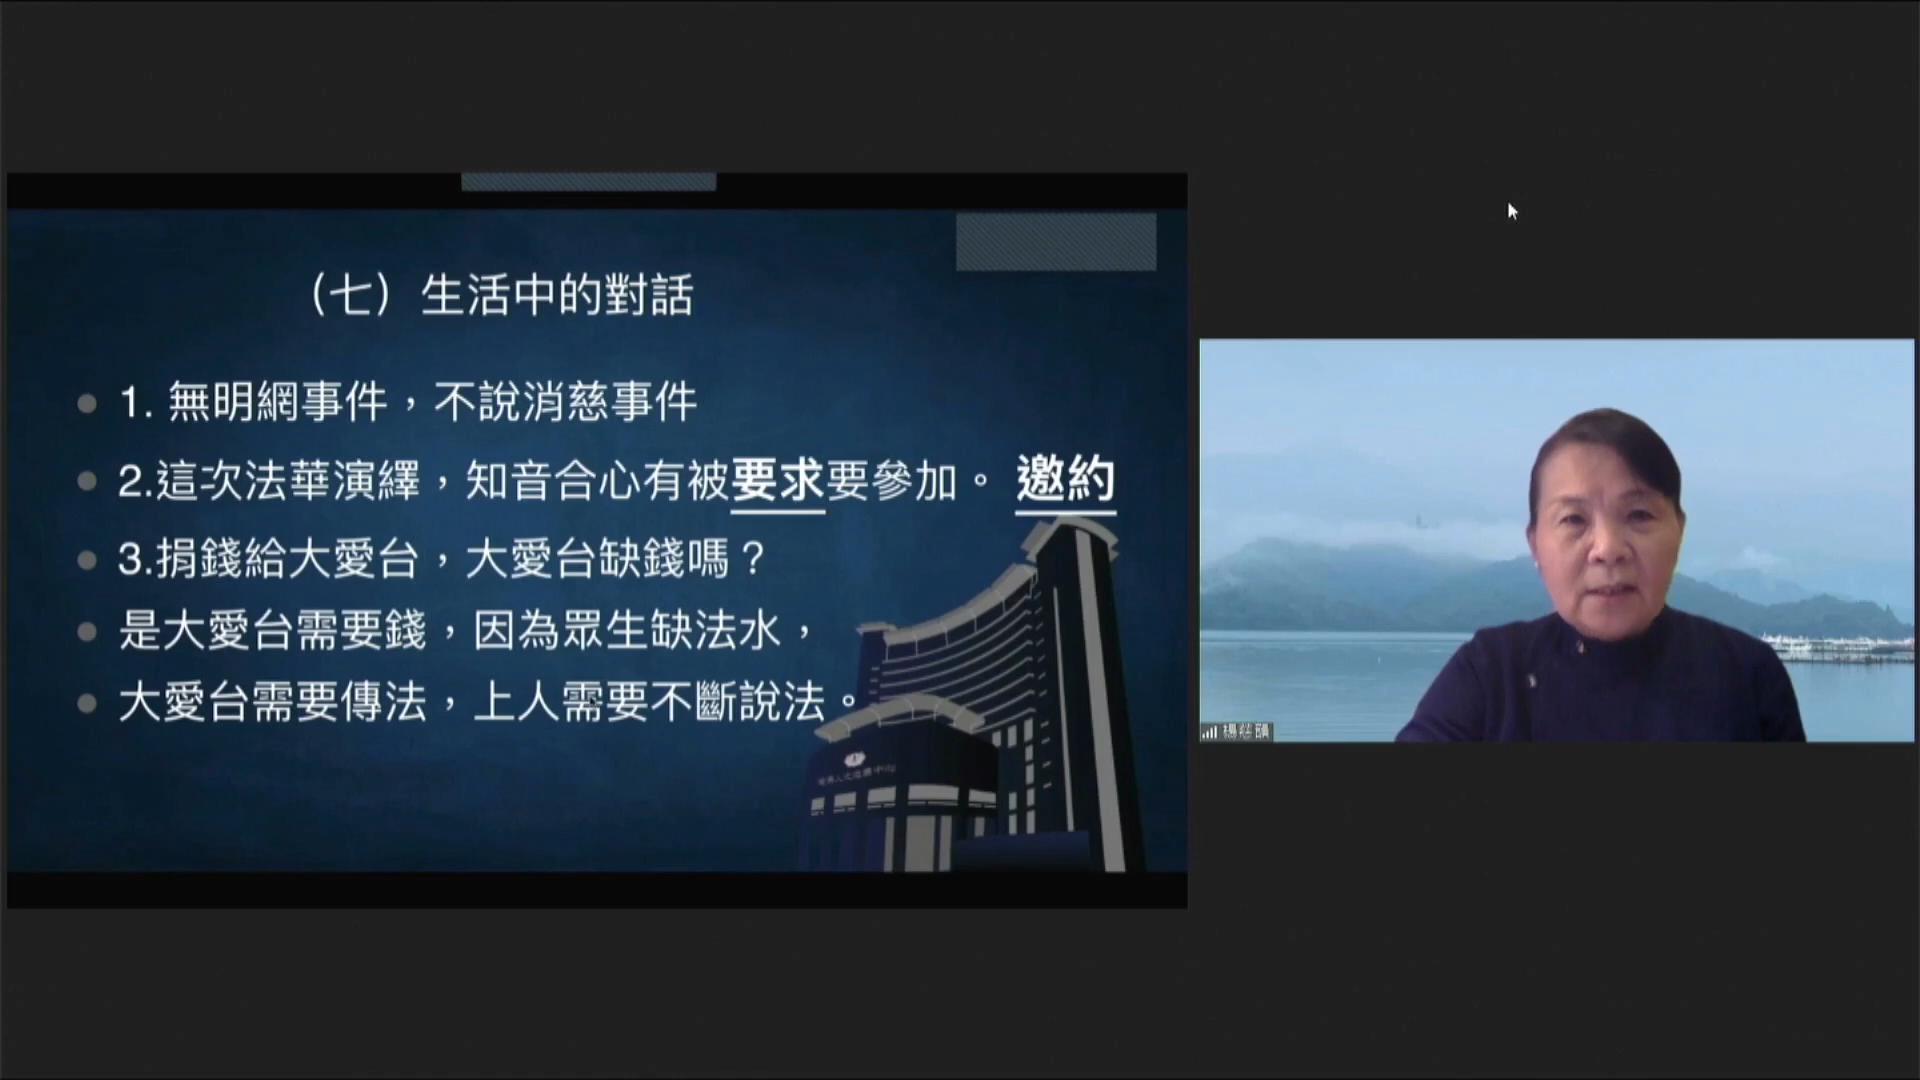 （七）生活中的對話
1. 無明網事件，不說消慈事件
2.這次法華演繹，知音合心有被要求要參加。 邀約
3.捐錢給大愛台，大愛台缺錢嗎？
是大愛台需要錢，因為眾生缺法水，
大愛台需要傳法，上人需要不斷說法。